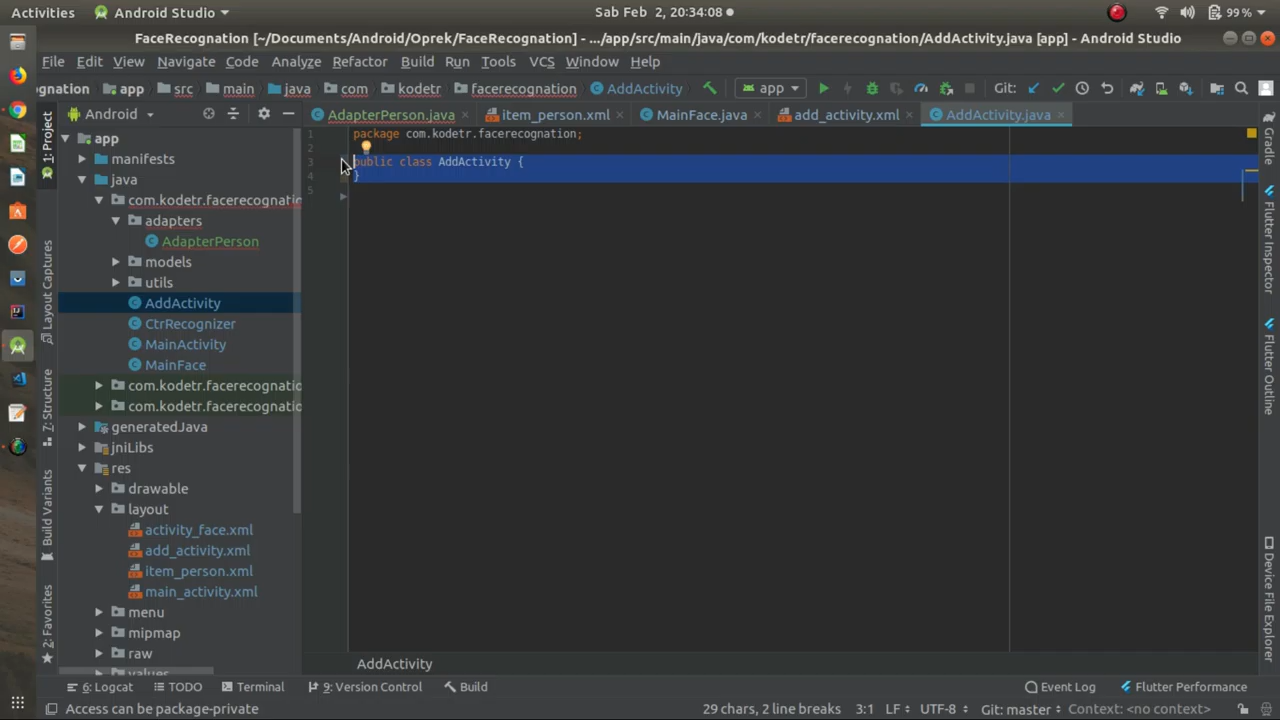 Activities
Android Studio
Sab Feb 2, 20:34:08
99 %
FaceRecognation [~/Documents/Android/Oprek/FaceRecognation] - .../app/src/main/java/com/kodetr/facerecognation/AddActivity.java [app] - Android Studio
File Edit View Navigate Code Analyze Refactor Build Run Tools VCS Window Help
ognation app src main java com kodetr facerecognation AddActivity app Git:
Android
AdapterPerson.java item_person.xml MainFace.java add_activity.xml AddActivity.java
1: Project
Layout Captures
7: Structure
Build Variants
2: Favorites
app
manifests
java
com.kodetr.facerecognatio
adapters
AdapterPerson
models
utils
AddActivity
CtrRecognizer
MainActivity
MainFace
com.kodetr.facerecognatio
com.kodetr.facerecognatio
generatedJava
jniLibs
res
drawable
layout
activity_face.xml
add_activity.xml
item_person.xml
main_activity.xml
menu
mipmap
raw
values
1 package com.kodetr.facerecognation;
2
3 public class AddActivity {
4 }
5
Gradle
Flutter Inspector
Flutter Outline
Device File Explorer
AddActivity
6: Logcat TODO Terminal 9: Version Control Build Event Log Flutter Performance
Access can be package-private 29 chars, 2 line breaks 3:1 LF UTF-8 Git: master Context: <no context>